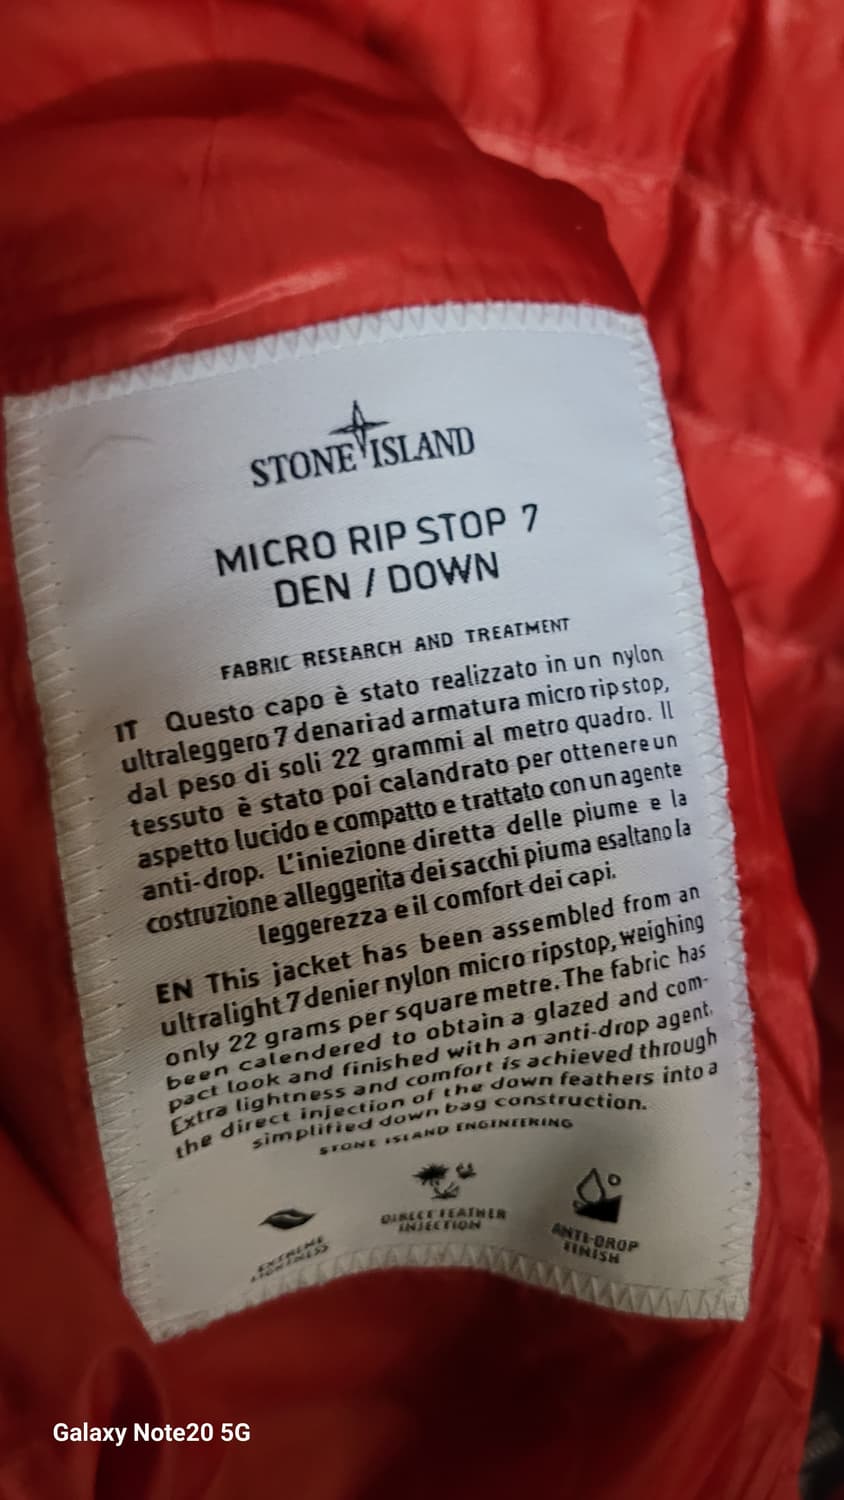 STONE ISLAND
MICRO RIP STOP 7
DEN / DOWN
FABRIC RESEARCH AND TREATMENT
IT Questo capo è stato realizzato in un nylon
ultraleggero 7 denari ad armatura micro rip stop,
dal peso di soli 22 grammi al metro quadro. Il
tessuto è stato poi calandrato per ottenere un
aspetto lucido e compatto e trattato con un agente
anti-drop. L'iniezione diretta delle piume e la
costruzione alleggerita dei sacchi piuma esaltano la
leggerezza e il comfort dei capi.
EN This jacket has been assembled from an
ultralight 7 denier nylon micro ripstop, weighing
only 22 grams per square metre. The fabric has
been calendered to obtain a glazed and com-
pact look and finished with an anti-drop agent.
Extra lightness and comfort is achieved through
the direct injection of the down feathers into a
simplified down bag construction.
STONE ISLAND ENGINEERING
EXTREME
LIGHTNESS
DIRECT FEATHER
INJECTION
ANTI-DROP
FINISH
Galaxy Note20 5G